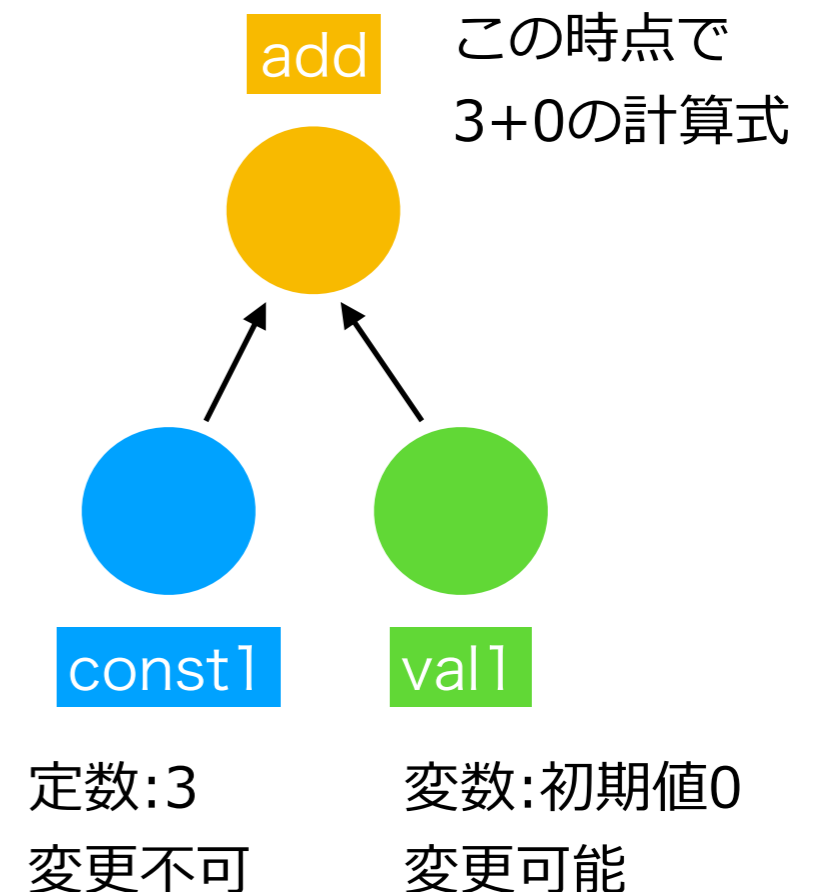 add
この時点で
3+0の計算式
const1
val1
定数:3
変更不可
変数:初期値0
変更可能